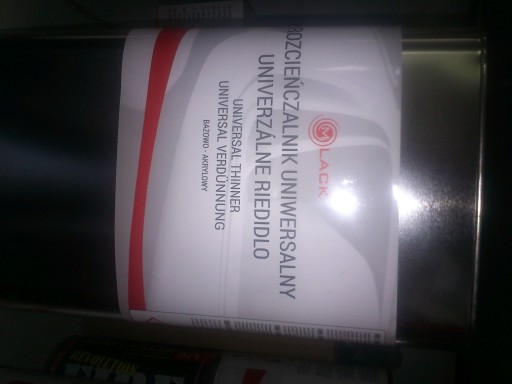 M LACK
ROZCIEŃCZALNIK UNIWERSALNY
UNIVERZÁLNE RIEDIDLO
UNIVERSAL THINNER
UNIVERSAL VERDÜNNUNG
BAZOWO - AKRYLOWY